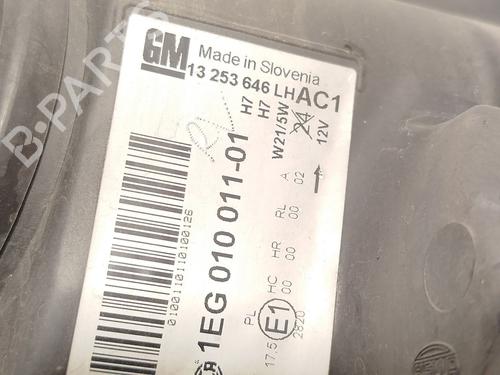 GM
Made in Slovenia
13 253 646 LH AC1
H7
H7
W21/5W
24
12V
1EG 010 011-01
010011011010100126
A
02
RL
00
HR
00
HC
00
PL
17.5
E1
2820
B-PARTS